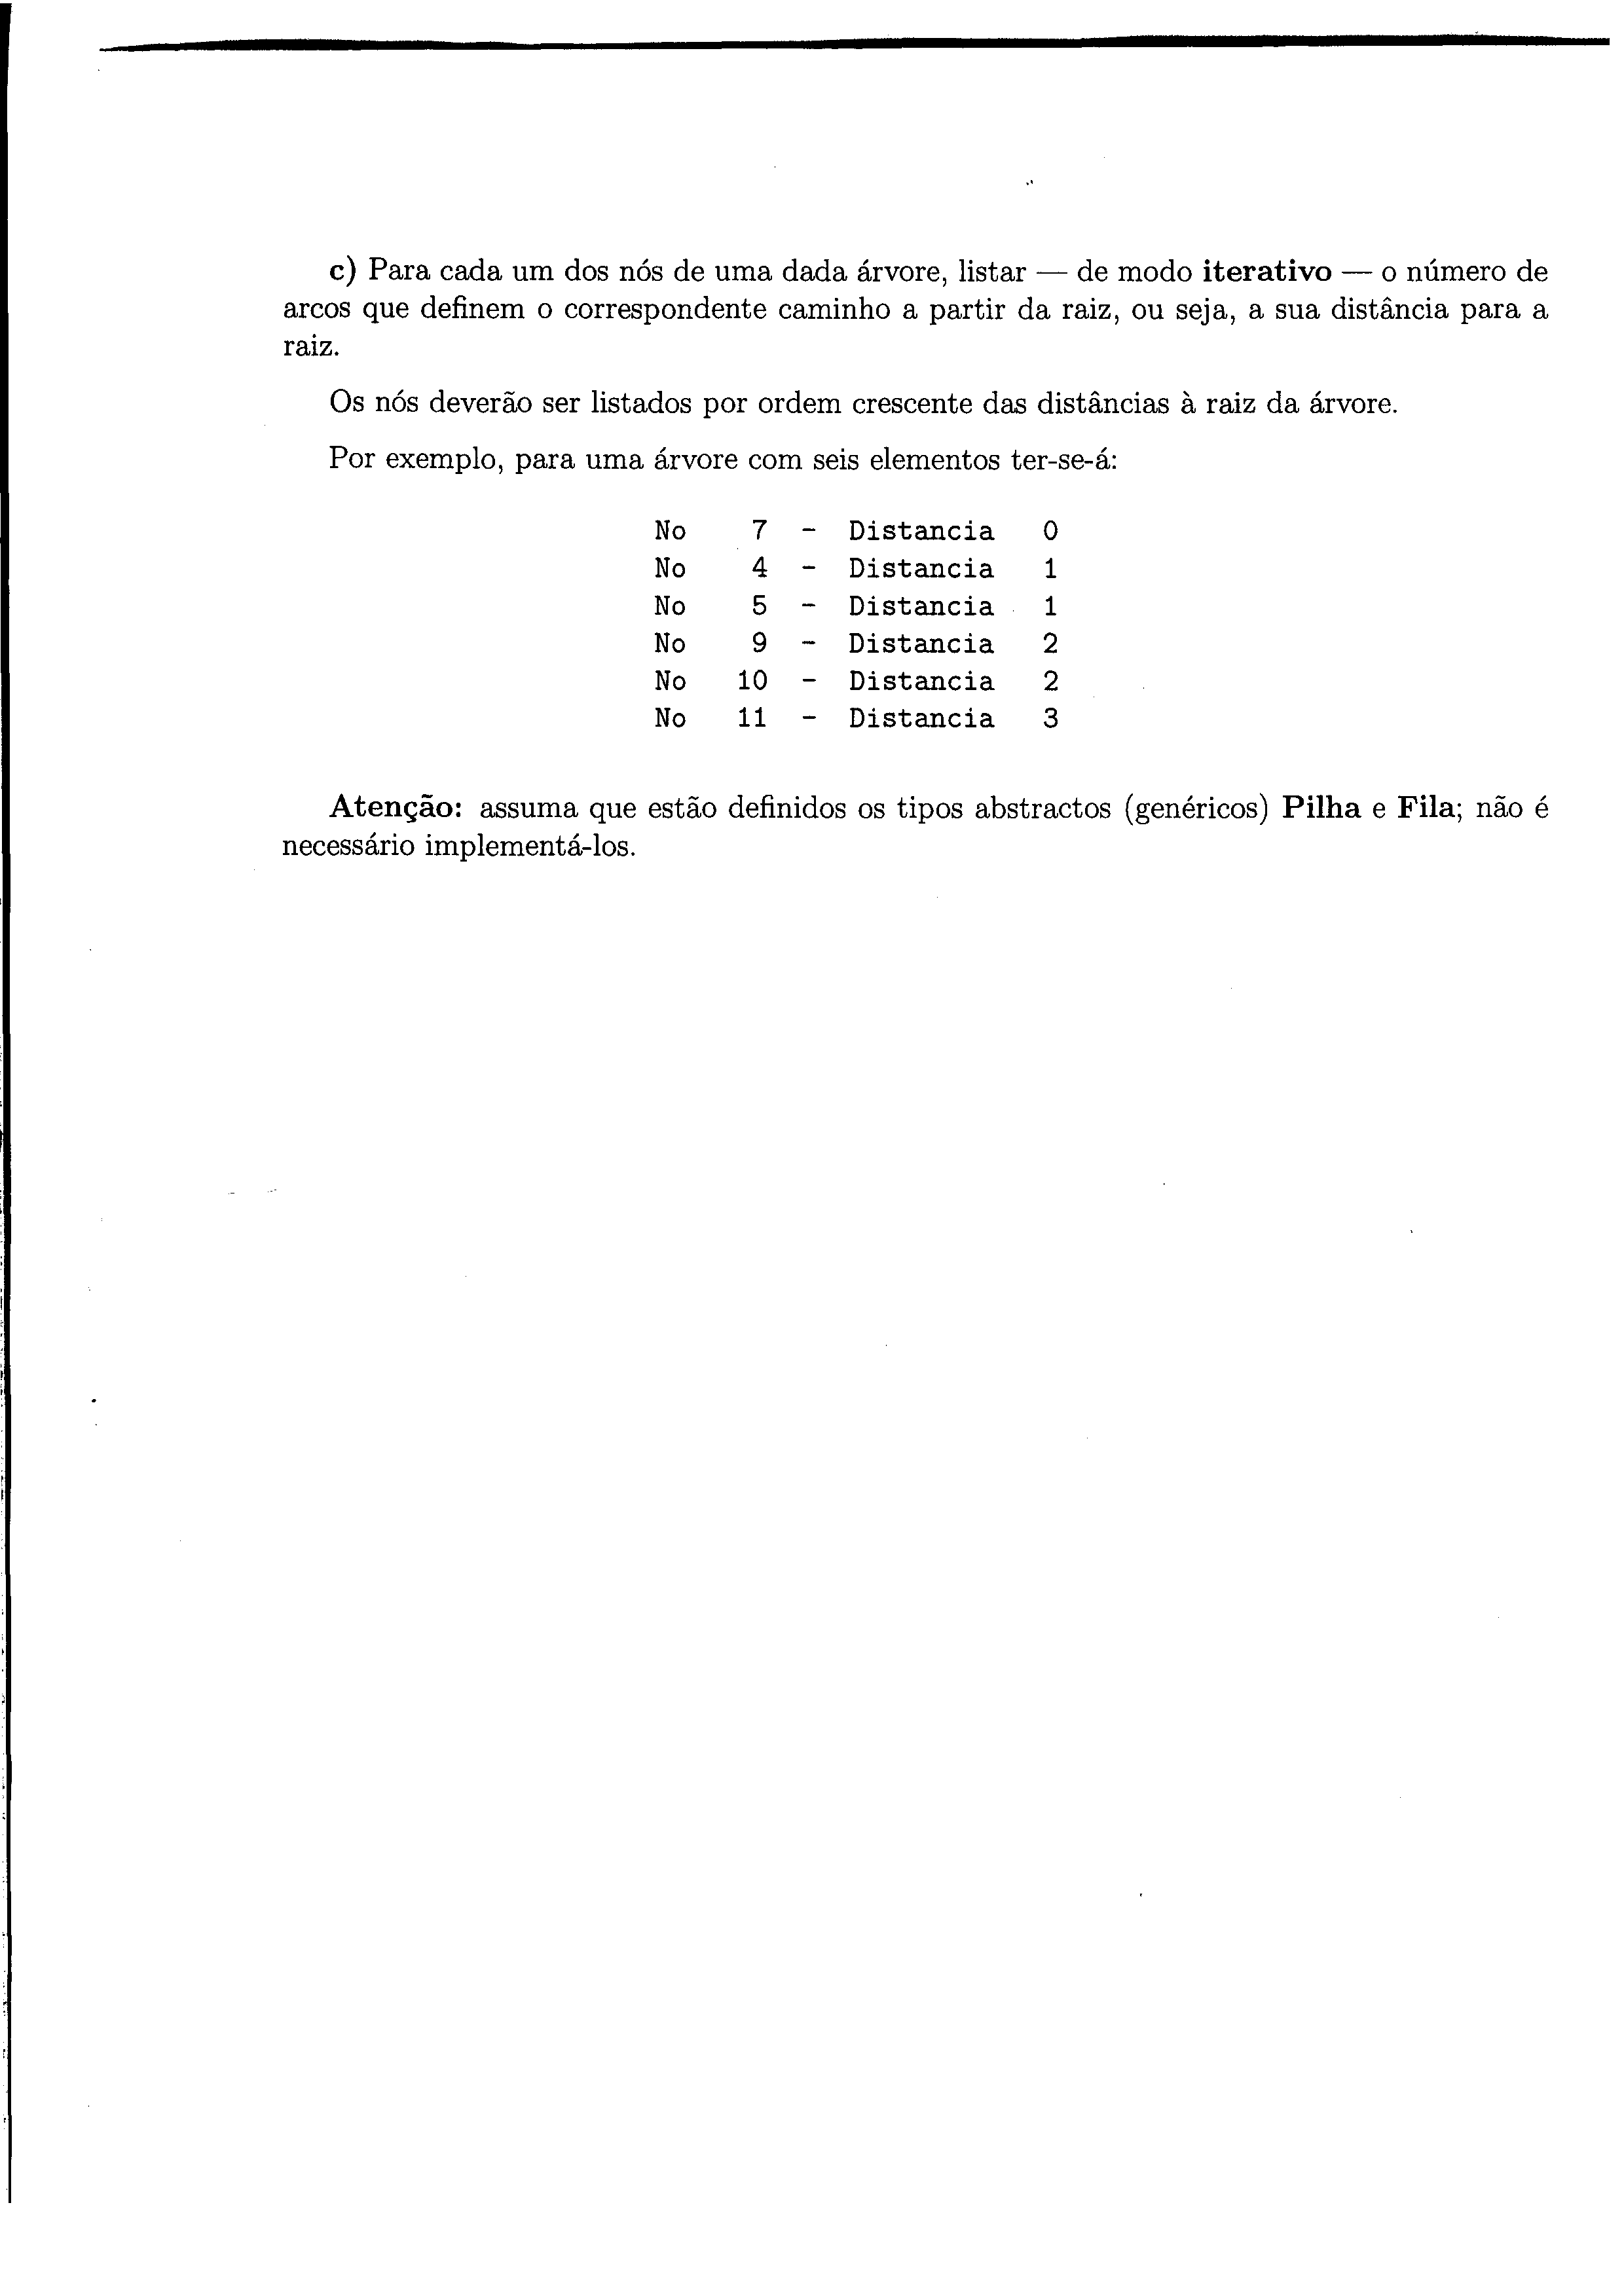 c) Para cada um dos nós de uma dada árvore, listar — de modo iterativo — o número de
arcos que definem o correspondente caminho a partir da raiz, ou seja, a sua distância para a
raiz.
Os nós deverão ser listados por ordem crescente das distâncias à raiz da árvore.
Por exemplo, para uma árvore com seis elementos ter-se-á:
No 7 - Distancia 0
No 4 - Distancia 1
No 5 - Distancia 1
No 9 - Distancia 2
No 10 - Distancia 2
No 11 - Distancia 3
Atenção: assuma que estão definidos os tipos abstractos (genéricos) Pilha e Fila; não é
necessário implementá-los.